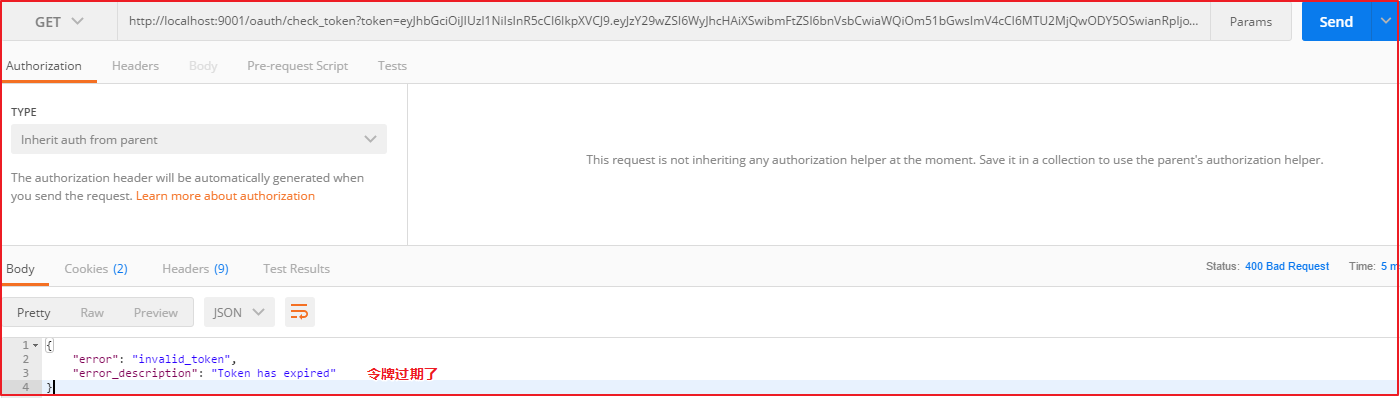 GET http://localhost:9001/oauth/check_token?token=eyJhbGciOiJIUzI1NiIsInR5cCI6IkpXVCJ9.eyJzY29wZSI6WyJhcHAiXSwibmFtZSI6bnVsbCwiaWQiOm51bGwsImV4cCI6MTU2MjQwODY5OSwianRpIjo... Params Send
Authorization Headers Body Pre-request Script Tests
TYPE
Inherit auth from parent
The authorization header will be automatically generated when
you send the request. Learn more about authorization
This request is not inheriting any authorization helper at the moment. Save it in a collection to use the parent's authorization helper.
Body Cookies (2) Headers (9) Test Results Status: 400 Bad Request Time: 5 m
Pretty Raw Preview JSON
1 {
2 "error": "invalid_token",
3 "error_description": "Token has expired" 令牌过期了
4 }